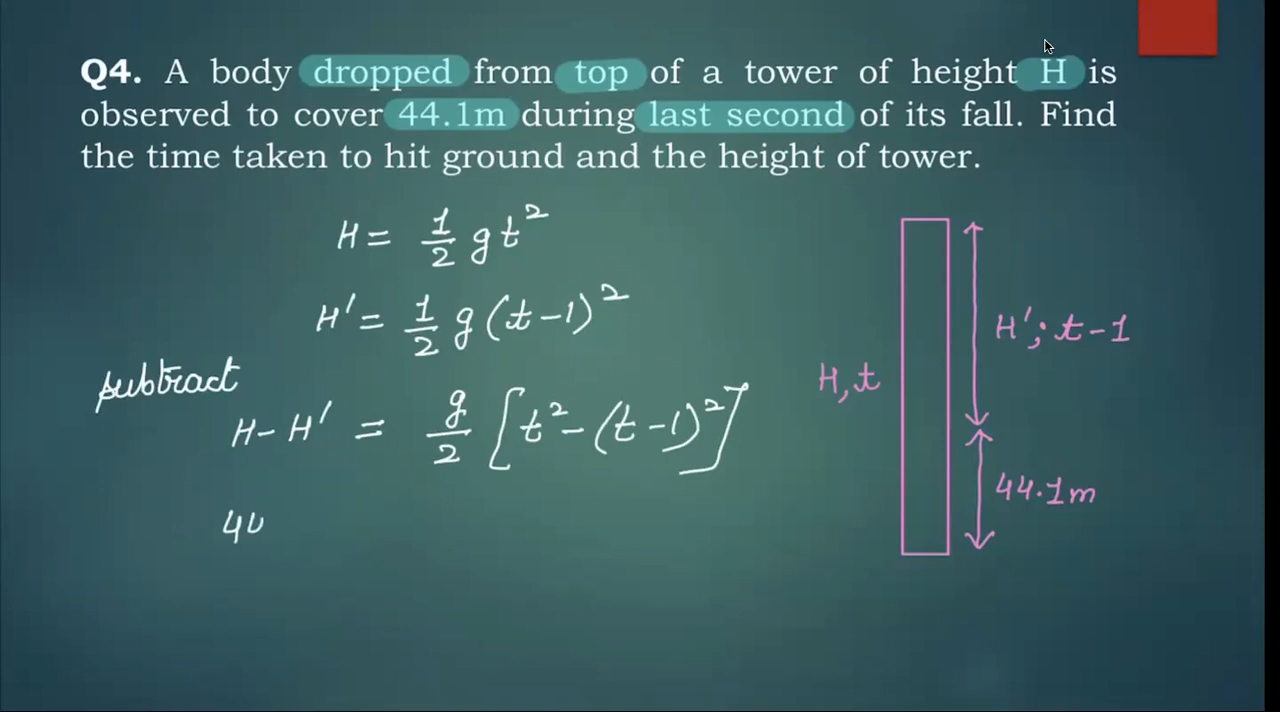 Q4. A body dropped from top of a tower of height H is
observed to cover 44.1m during last second of its fall. Find
the time taken to hit ground and the height of tower.
H = 1/2 gt²
H' = 1/2 g(t-1)²
subtract
H-H' = g/2 [t²-(t-1)²]
H'; t-1
H, t
44.1m